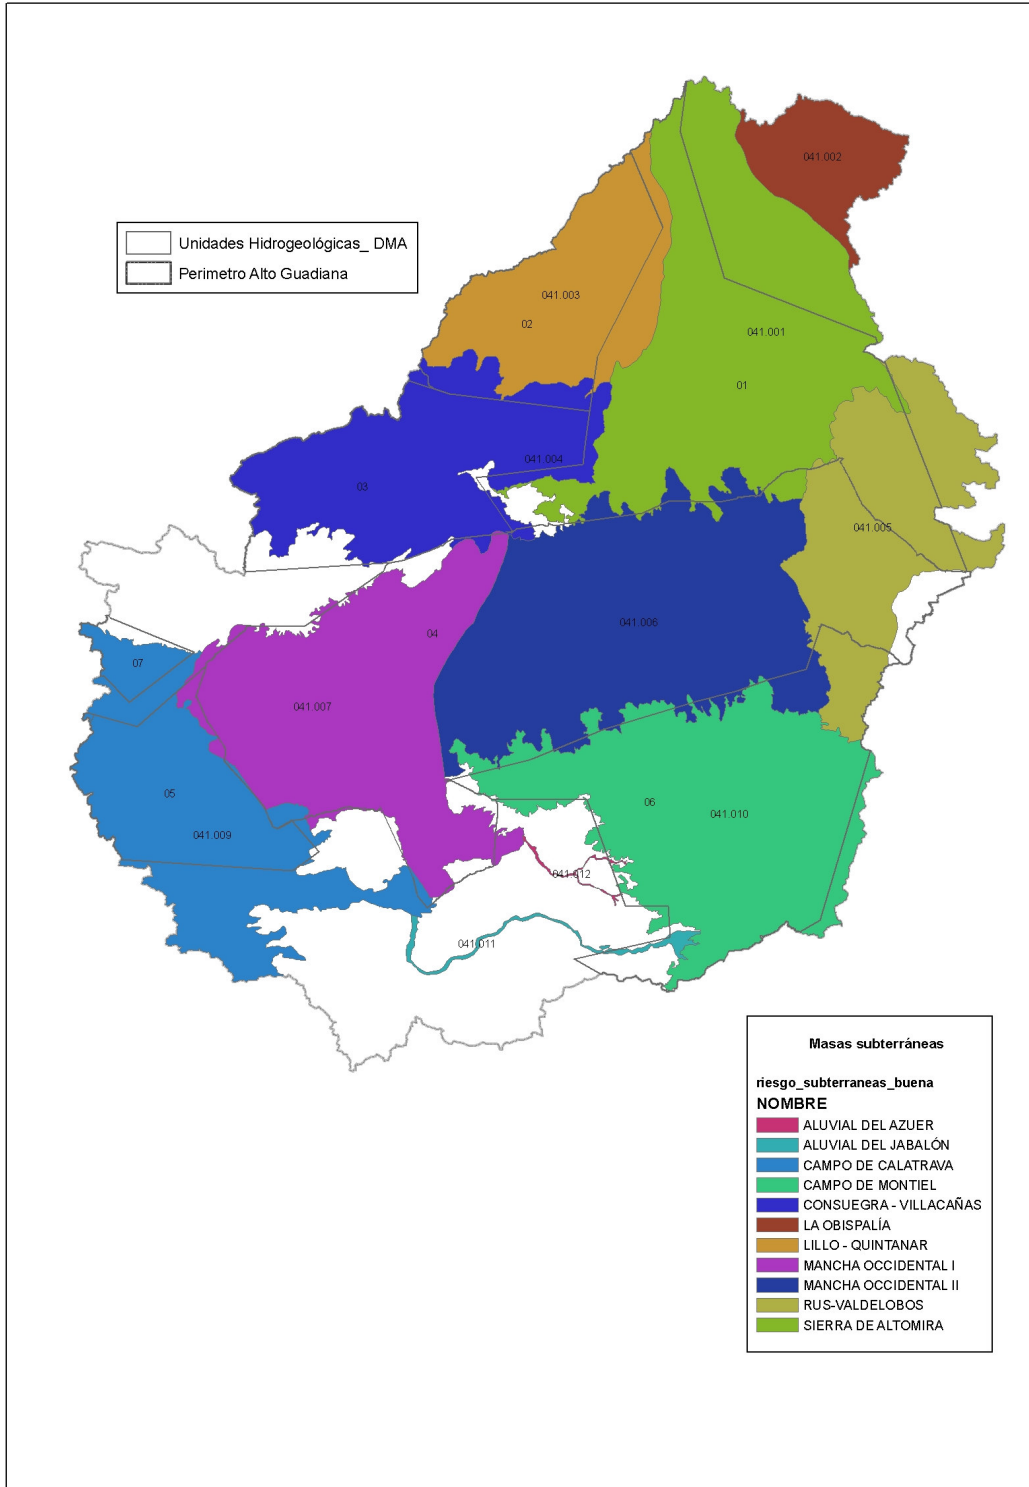 041.002
Unidades Hidrogeológicas_ DMA
Perimetro Alto Guadiana
041.003
02
041.001
01
041.004
03
041.005
041.006
04
07
041.007
05
06
041.010
041.009
041.012
041.011
Masas subterráneas
riesgo_subterraneas_buena
NOMBRE
ALUVIAL DEL AZUER
ALUVIAL DEL JABALÓN
CAMPO DE CALATRAVA
CAMPO DE MONTIEL
CONSUEGRA - VILLACAÑAS
LA OBISPALÍA
LILLO - QUINTANAR
MANCHA OCCIDENTAL I
MANCHA OCCIDENTAL II
RUS-VALDELOBOS
SIERRA DE ALTOMIRA